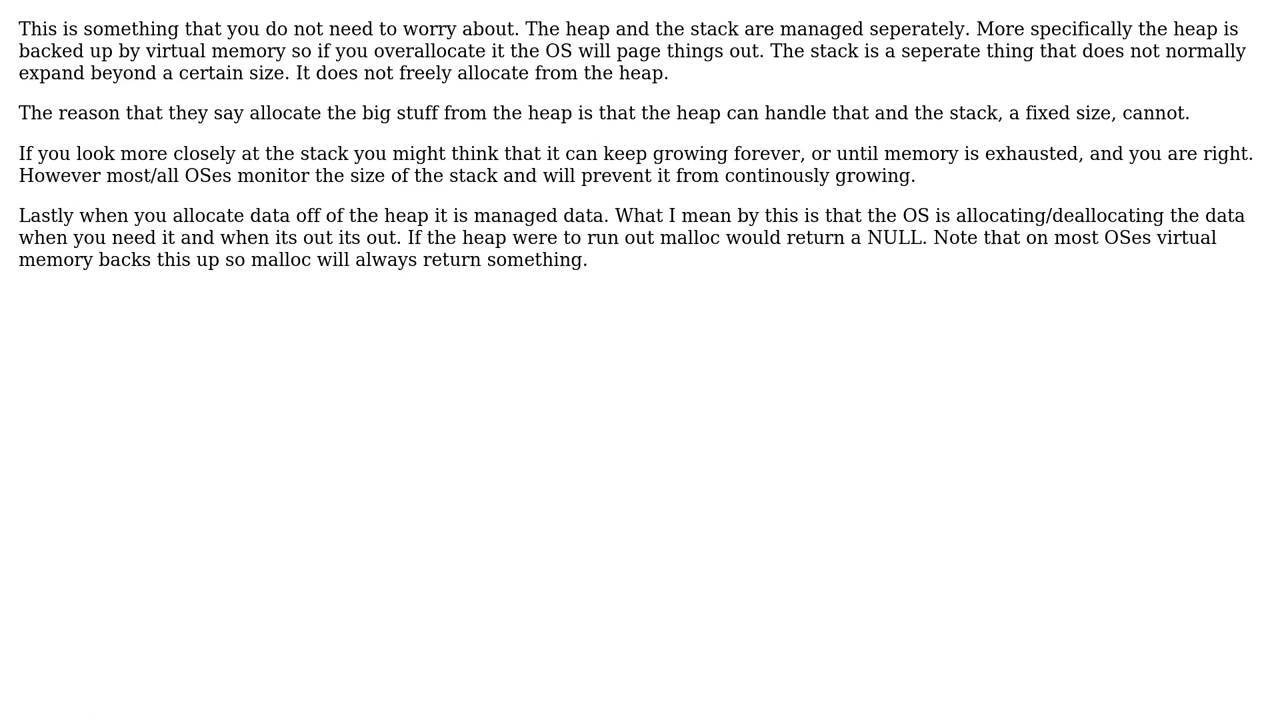 This is something that you do not need to worry about. The heap and the stack are managed seperately. More specifically the heap is
backed up by virtual memory so if you overallocate it the OS will page things out. The stack is a seperate thing that does not normally
expand beyond a certain size. It does not freely allocate from the heap.
The reason that they say allocate the big stuff from the heap is that the heap can handle that and the stack, a fixed size, cannot.
If you look more closely at the stack you might think that it can keep growing forever, or until memory is exhausted, and you are right.
However most/all OSes monitor the size of the stack and will prevent it from continously growing.
Lastly when you allocate data off of the heap it is managed data. What I mean by this is that the OS is allocating/deallocating the data
when you need it and when its out its out. If the heap were to run out malloc would return a NULL. Note that on most OSes virtual
memory backs this up so malloc will always return something.